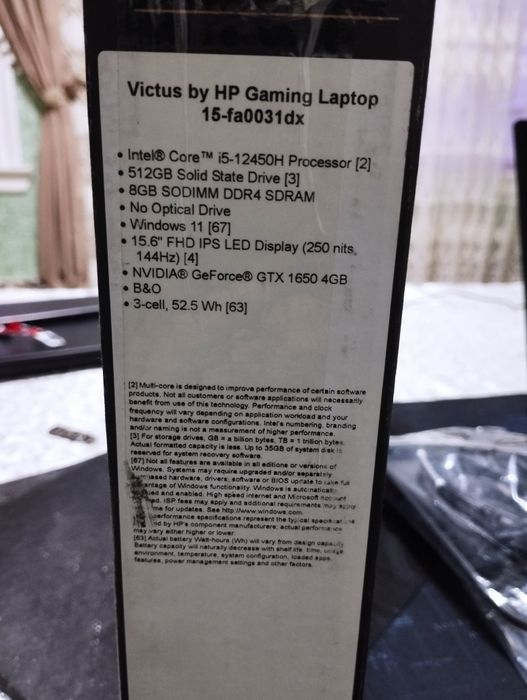 Victus by HP Gaming Laptop
15-fa0031dx
• Intel® Core™ i5-12450H Processor [2]
• 512GB Solid State Drive [3]
• 8GB SODIMM DDR4 SDRAM
• No Optical Drive
• Windows 11 [67]
• 15.6" FHD IPS LED Display (250 nits,
144Hz) [4]
• NVIDIA® GeForce® GTX 1650 4GB
• B&O
• 3-cell, 52.5 Wh [63]
[2] Multi-core is designed to improve performance of certain software
products. Not all customers or software applications will necessarily
benefit from use of this technology. Performance and clock
frequency will vary depending on application workload and your
hardware and software configurations. Intel's numbering, branding
and/or naming is not a measurement of higher performance.
[3] For storage drives, GB = a billion bytes, TB = 1 trillion bytes.
Actual formatted capacity is less. Up to 35GB of system disk is
reserved for system recovery software.
[67] Not all features are available in all editions or versions of
Windows. Systems may require upgraded and/or separately
hardware, drivers, software or BIOS update to take full
of Windows functionality. Windows is automatically
and enabled. High speed internet and Microsoft account
ISP fees may apply and additional requirements may apply
for updates. See http://www.windows.com.
performance specifications represent the typical
by HP's component manufacturers; actual performance
may vary either higher or lower.
[63] Actual battery Watt-hours (Wh) will vary from design capacity.
Battery capacity will naturally decrease with shelf life, time, usage,
environment, temperature, system configuration, loaded apps,
features, power management settings and other factors.